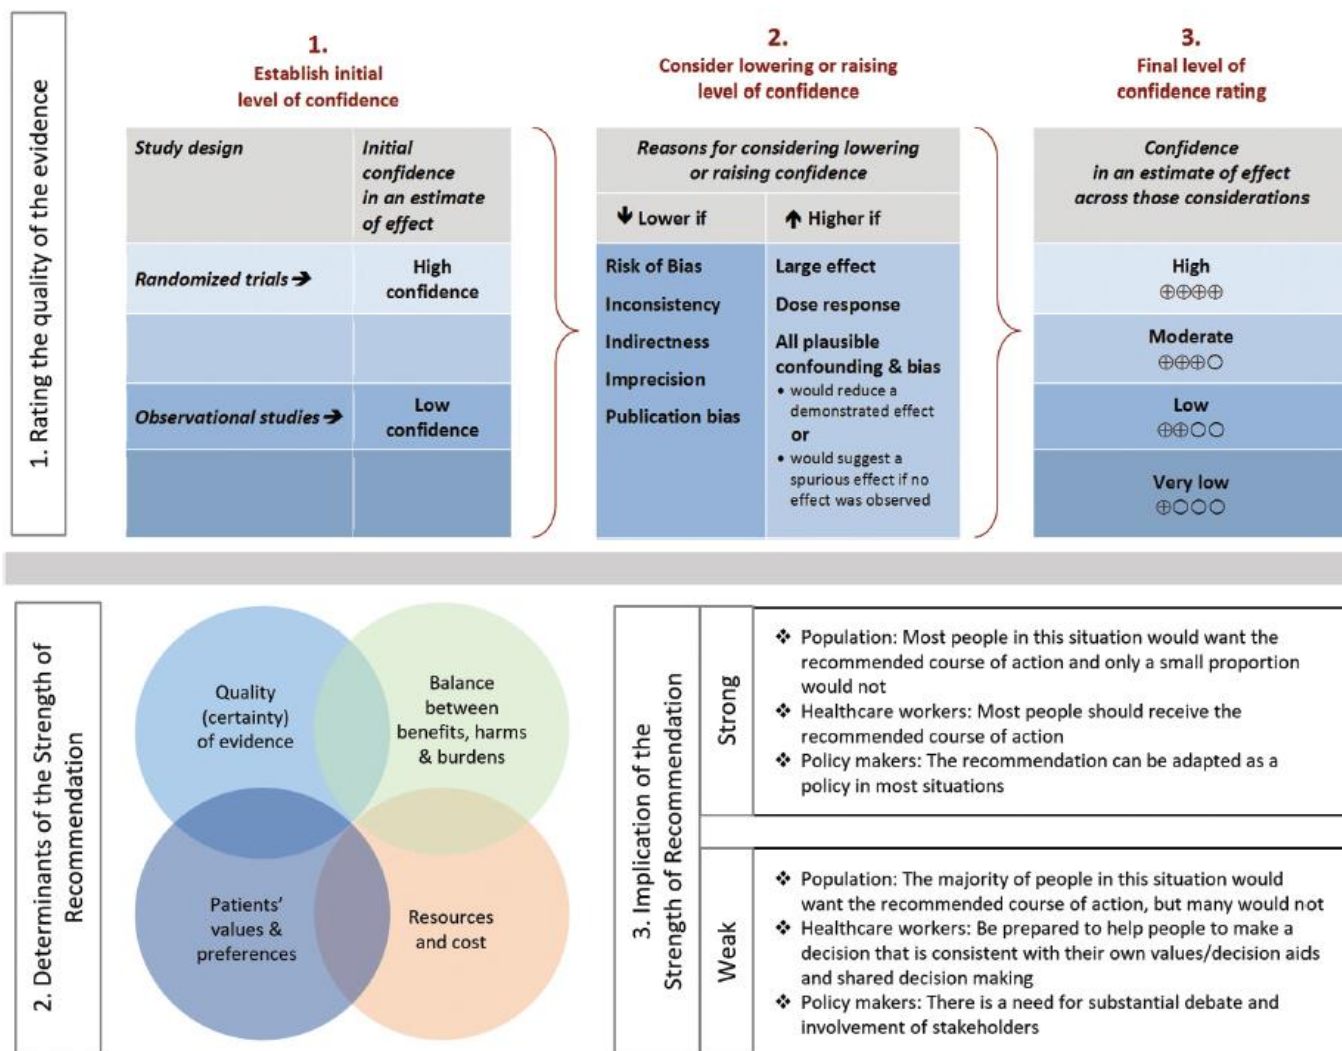 1. Rating the quality of the evidence
1.
Establish initial
level of confidence
Study design
Initial
confidence
in an estimate
of effect
Randomized trials ➔
High
confidence
Observational studies ➔
Low
confidence
2.
Consider lowering or raising
level of confidence
Reasons for considering lowering
or raising confidence
🡻 Lower if
🡹 Higher if
Risk of Bias
Inconsistency
Indirectness
Imprecision
Publication bias
Large effect
Dose response
All plausible
confounding & bias
• would reduce a
demonstrated effect
or
• would suggest a
spurious effect if no
effect was observed
3.
Final level of
confidence rating
Confidence
in an estimate of effect
across those considerations
High
⊕⊕⊕⊕
Moderate
⊕⊕⊕○
Low
⊕⊕○○
Very low
⊕○○○
2. Determinants of the Strength of
Recommendation
Quality
(certainty)
of evidence
Balance
between
benefits, harms
& burdens
Patients’
values &
preferences
Resources
and cost
3. Implication of the
Strength of Recommendation
Strong
❖ Population: Most people in this situation would want the
recommended course of action and only a small proportion
would not
❖ Healthcare workers: Most people should receive the
recommended course of action
❖ Policy makers: The recommendation can be adapted as a
policy in most situations
Weak
❖ Population: The majority of people in this situation would
want the recommended course of action, but many would not
❖ Healthcare workers: Be prepared to help people to make a
decision that is consistent with their own values/decision aids
and shared decision making
❖ Policy makers: There is a need for substantial debate and
involvement of stakeholders